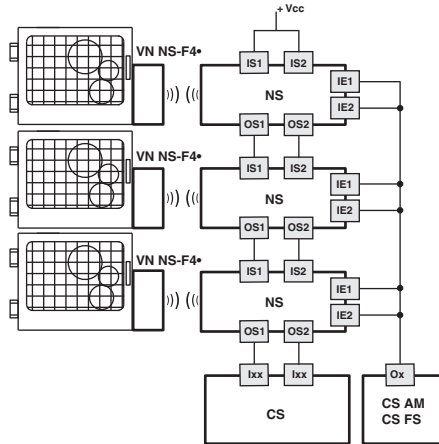 + Vcc
VN NS-F4•
IS1 IS2
NS
IE1
IE2
OS1 OS2
VN NS-F4•
IS1 IS2
NS
IE1
IE2
OS1 OS2
VN NS-F4•
IS1 IS2
NS
IE1
IE2
OS1 OS2
Ixx Ixx
CS
Ox
CS AM
CS FS